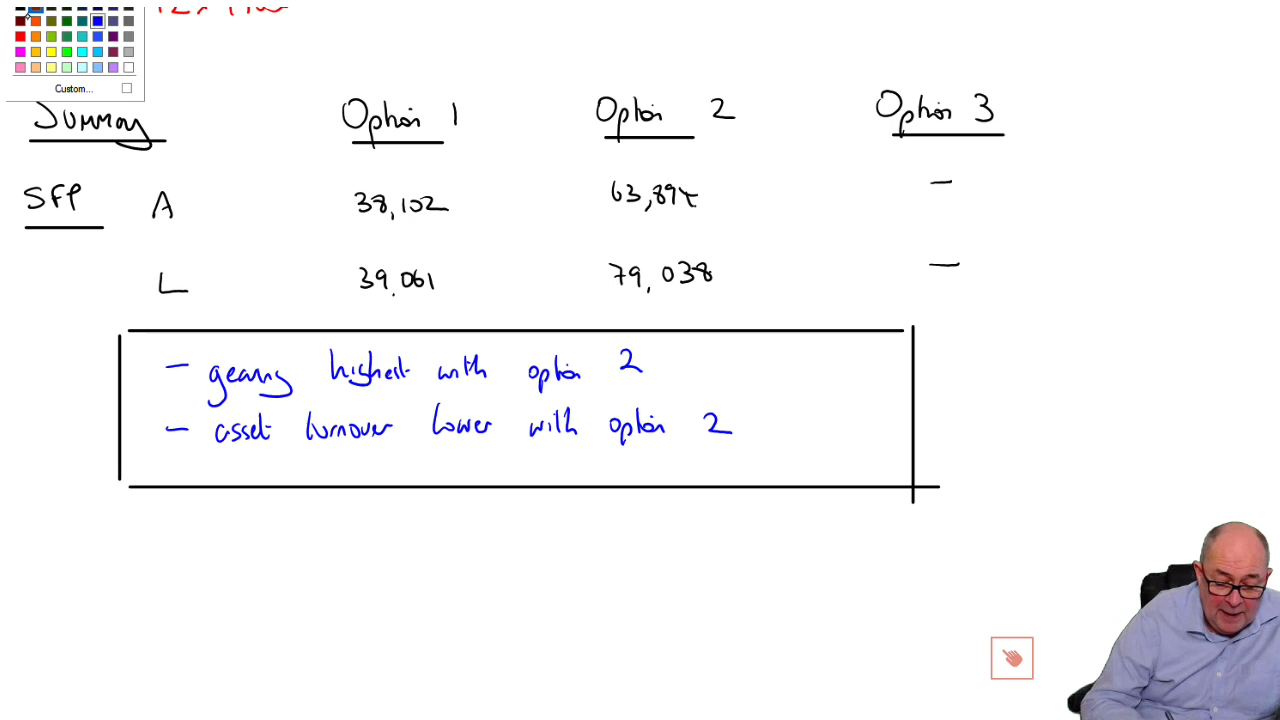 Custom...
Summary Option 1 Option 2 Option 3
SFP A 38,102 63,894 -
L 39,061 79,038 -
- gearing highest with option 2
- asset turnover lower with option 2